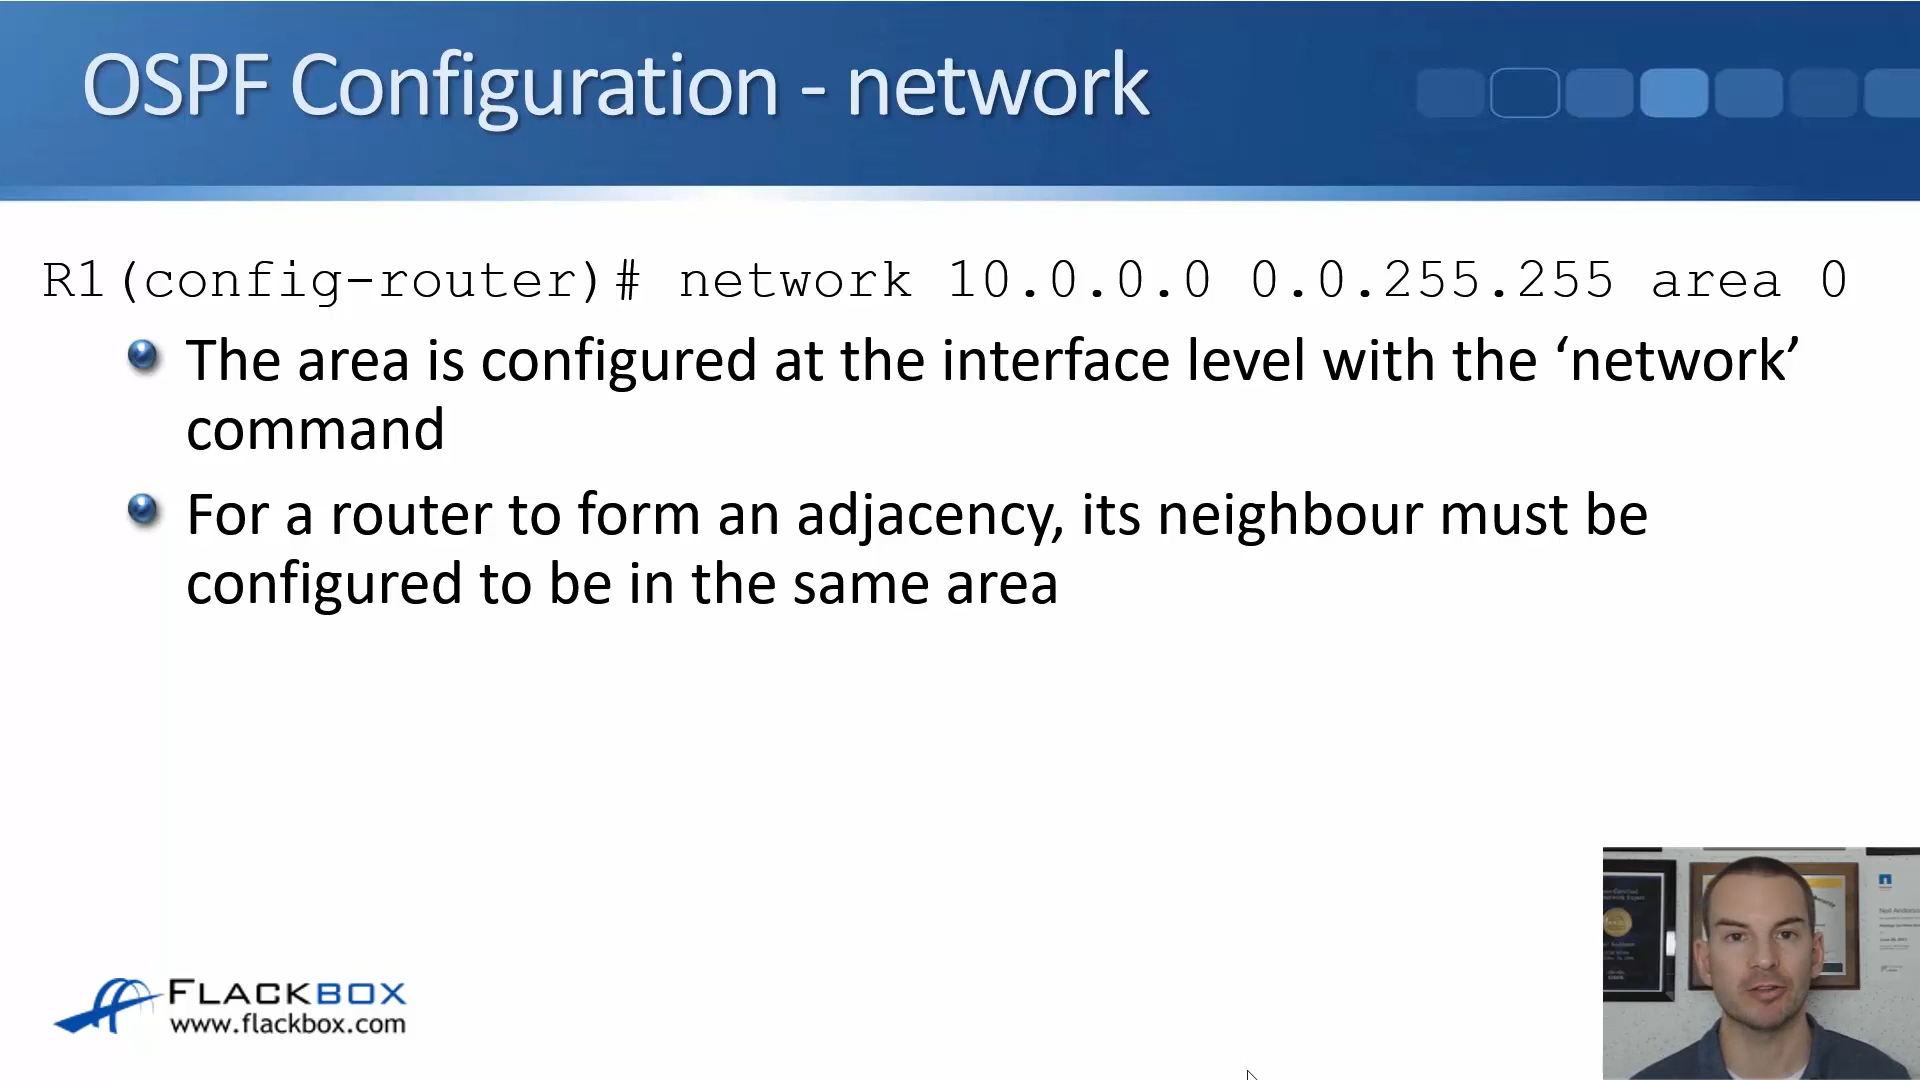 OSPF Configuration - network
R1(config-router)# network 10.0.0.0 0.0.255.255 area 0
The area is configured at the interface level with the ‘network’
command
For a router to form an adjacency, its neighbour must be
configured to be in the same area
FLACKBOX
www.flackbox.com